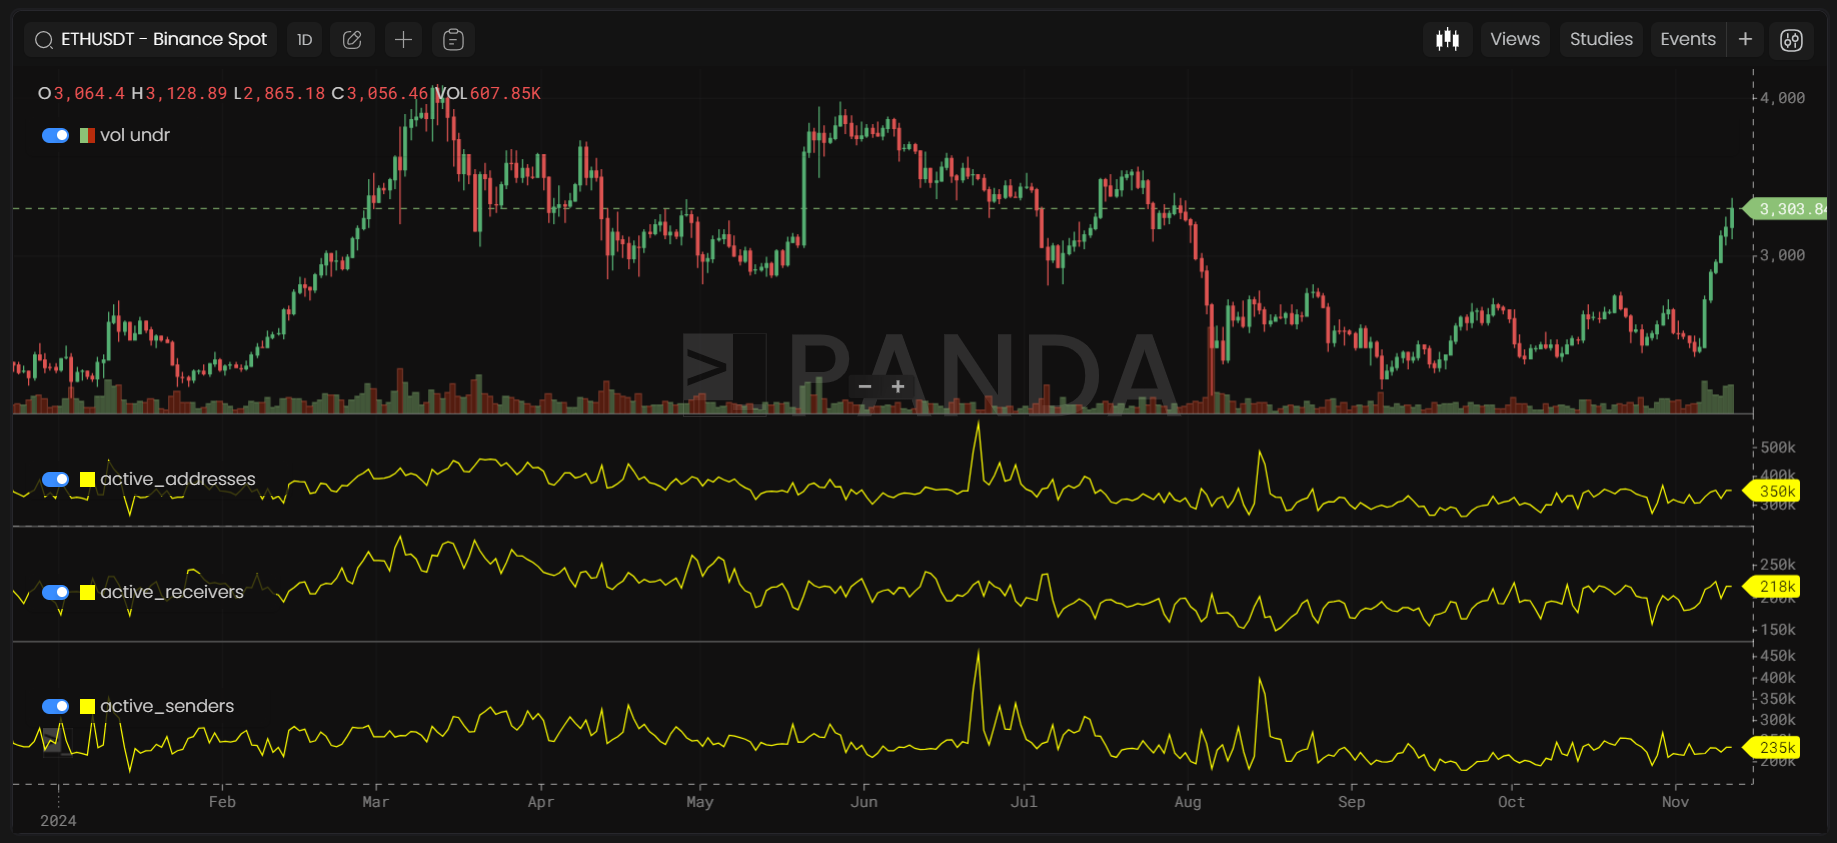 ETHUSDT - Binance Spot 1D Views Studies Events +
O3,064.4 H3,128.89 L2,865.18 C3,056.46 VOL607.85K
vol undr
4,000
3,303.84
3,000
PANDA
− +
active_addresses
500k
400k
350k
300k
active_receivers
250k
218k
200k
150k
active_senders
450k
400k
350k
300k
250k
235k
200k
Feb Mar Apr May Jun Jul Aug Sep Oct Nov
2024